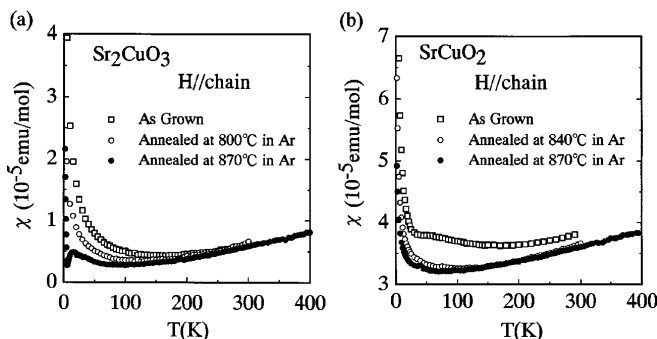 (a)
Sr2CuO3
H//chain
□ As Grown
○ Annealed at 800℃ in Ar
● Annealed at 870℃ in Ar
χ (10-5emu/mol)
4
3
2
1
0
0 100 200 300 400
T(K)
(b)
SrCuO2
H//chain
□ As Grown
○ Annealed at 840℃ in Ar
● Annealed at 870℃ in Ar
χ (10-5emu/mol)
7
6
5
4
3
0 100 200 300 400
T(K)